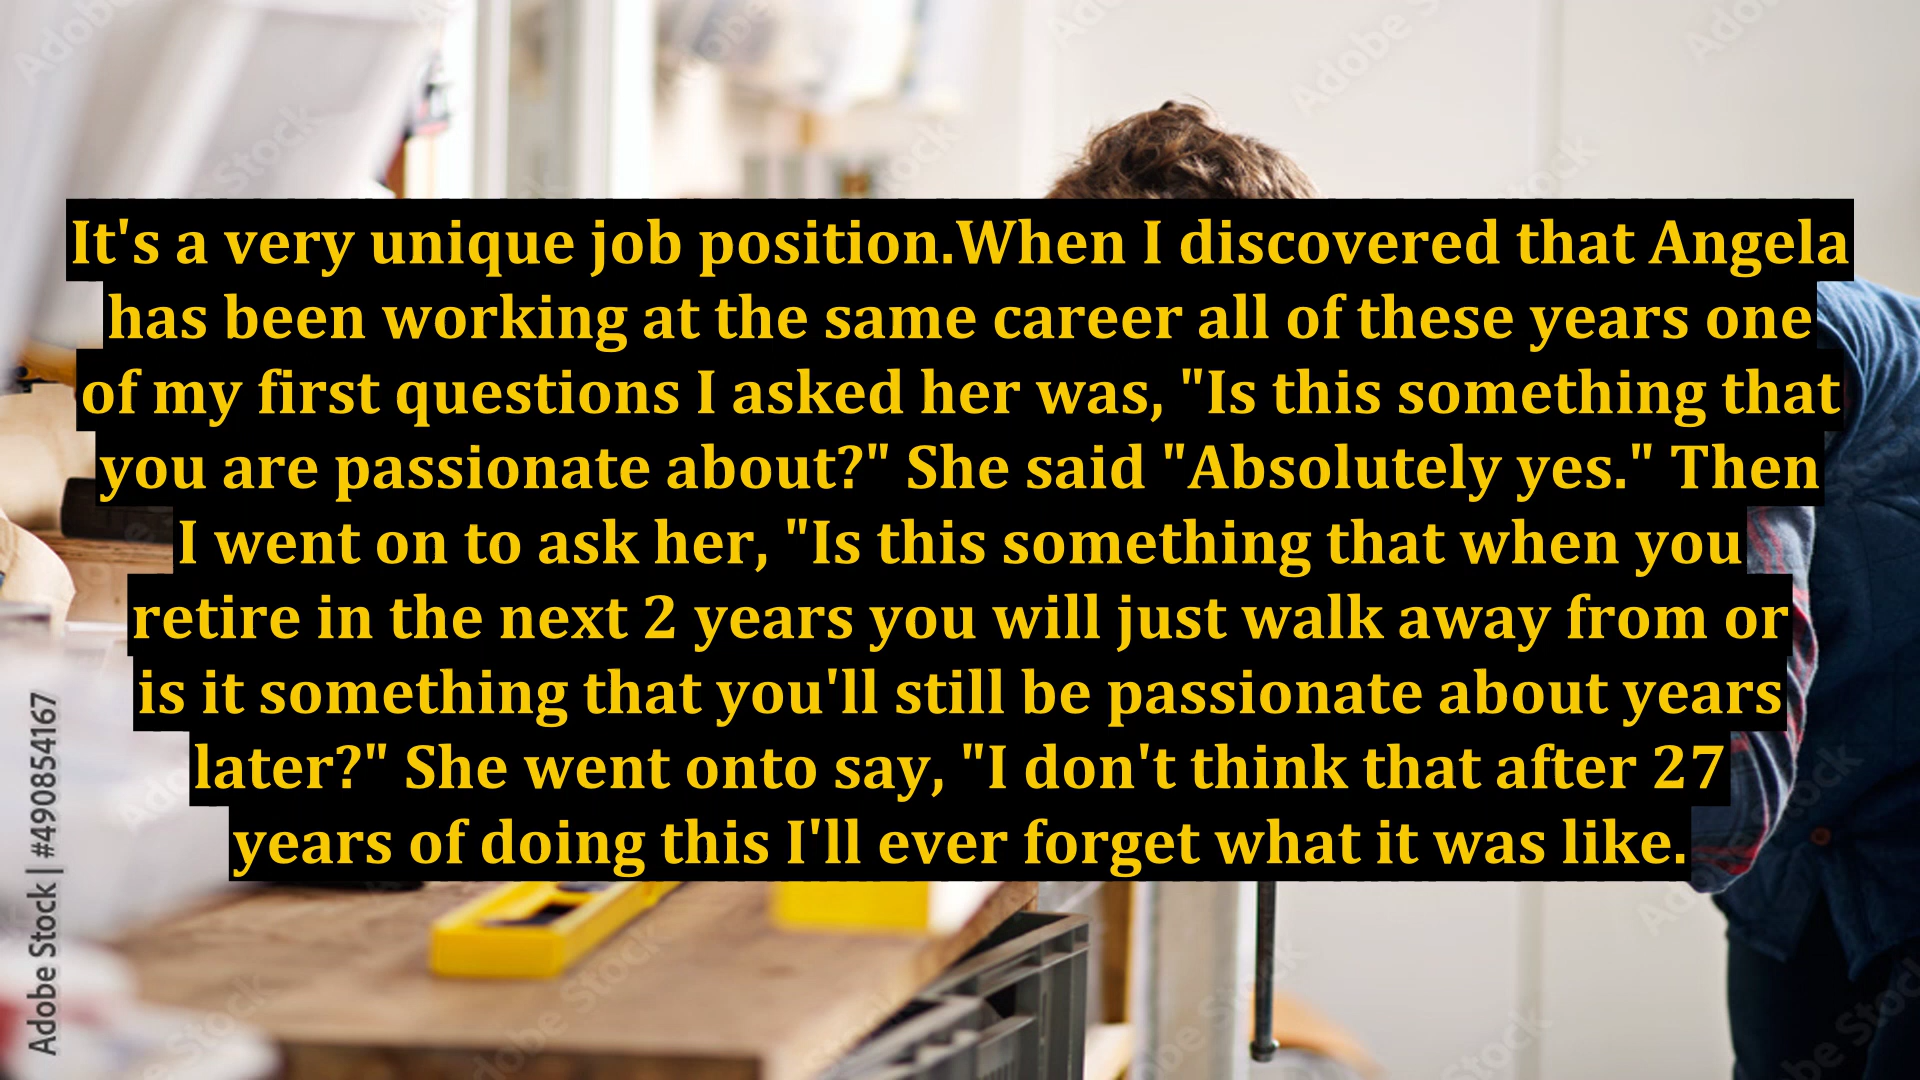 It's a very unique job position.When I discovered that Angela
has been working at the same career all of these years one
of my first questions I asked her was, "Is this something that
you are passionate about?" She said "Absolutely yes." Then
I went on to ask her, "Is this something that when you
retire in the next 2 years you will just walk away from or
is it something that you'll still be passionate about years
later?" She went onto say, "I don't think that after 27
years of doing this I'll ever forget what it was like.
Adobe Stock | #490854167